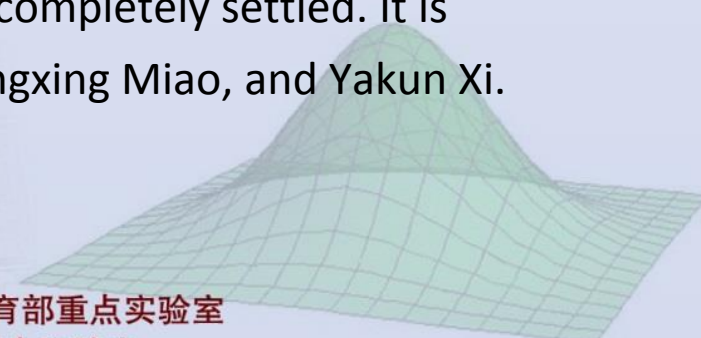 completely settled. It is
ngxing Miao, and Yakun Xi.
育部重点实验室